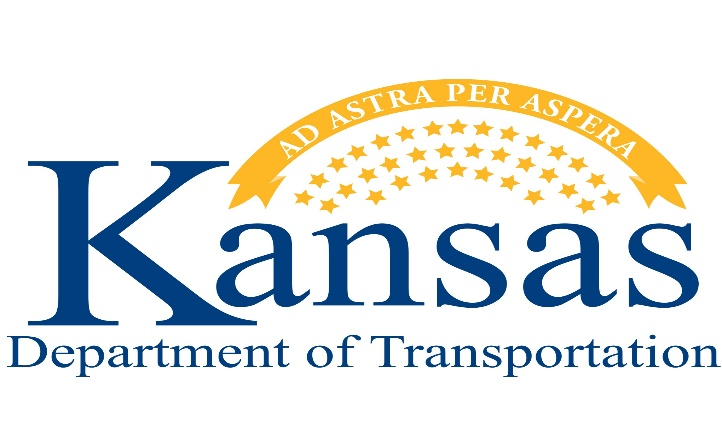 AD ASTRA PER ASPERA
Kansas
Department of Transportation